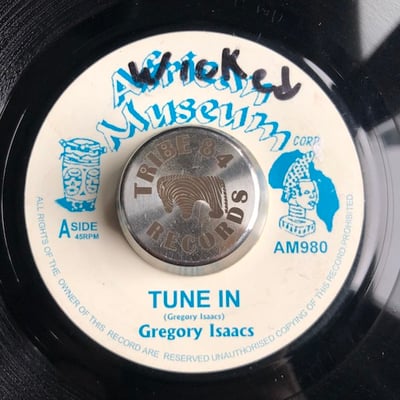 Wicked
African
Museum
CORP.
TRIBE 84
RECORDS
A SIDE
45RPM
AM980
TUNE IN
(Gregory Isaacs)
Gregory Isaacs
ALL RIGHTS OF THE OWNER OF THIS RECORD ARE RESERVED UNAUTHORISED COPYING OF THIS RECORD PROHIBITED